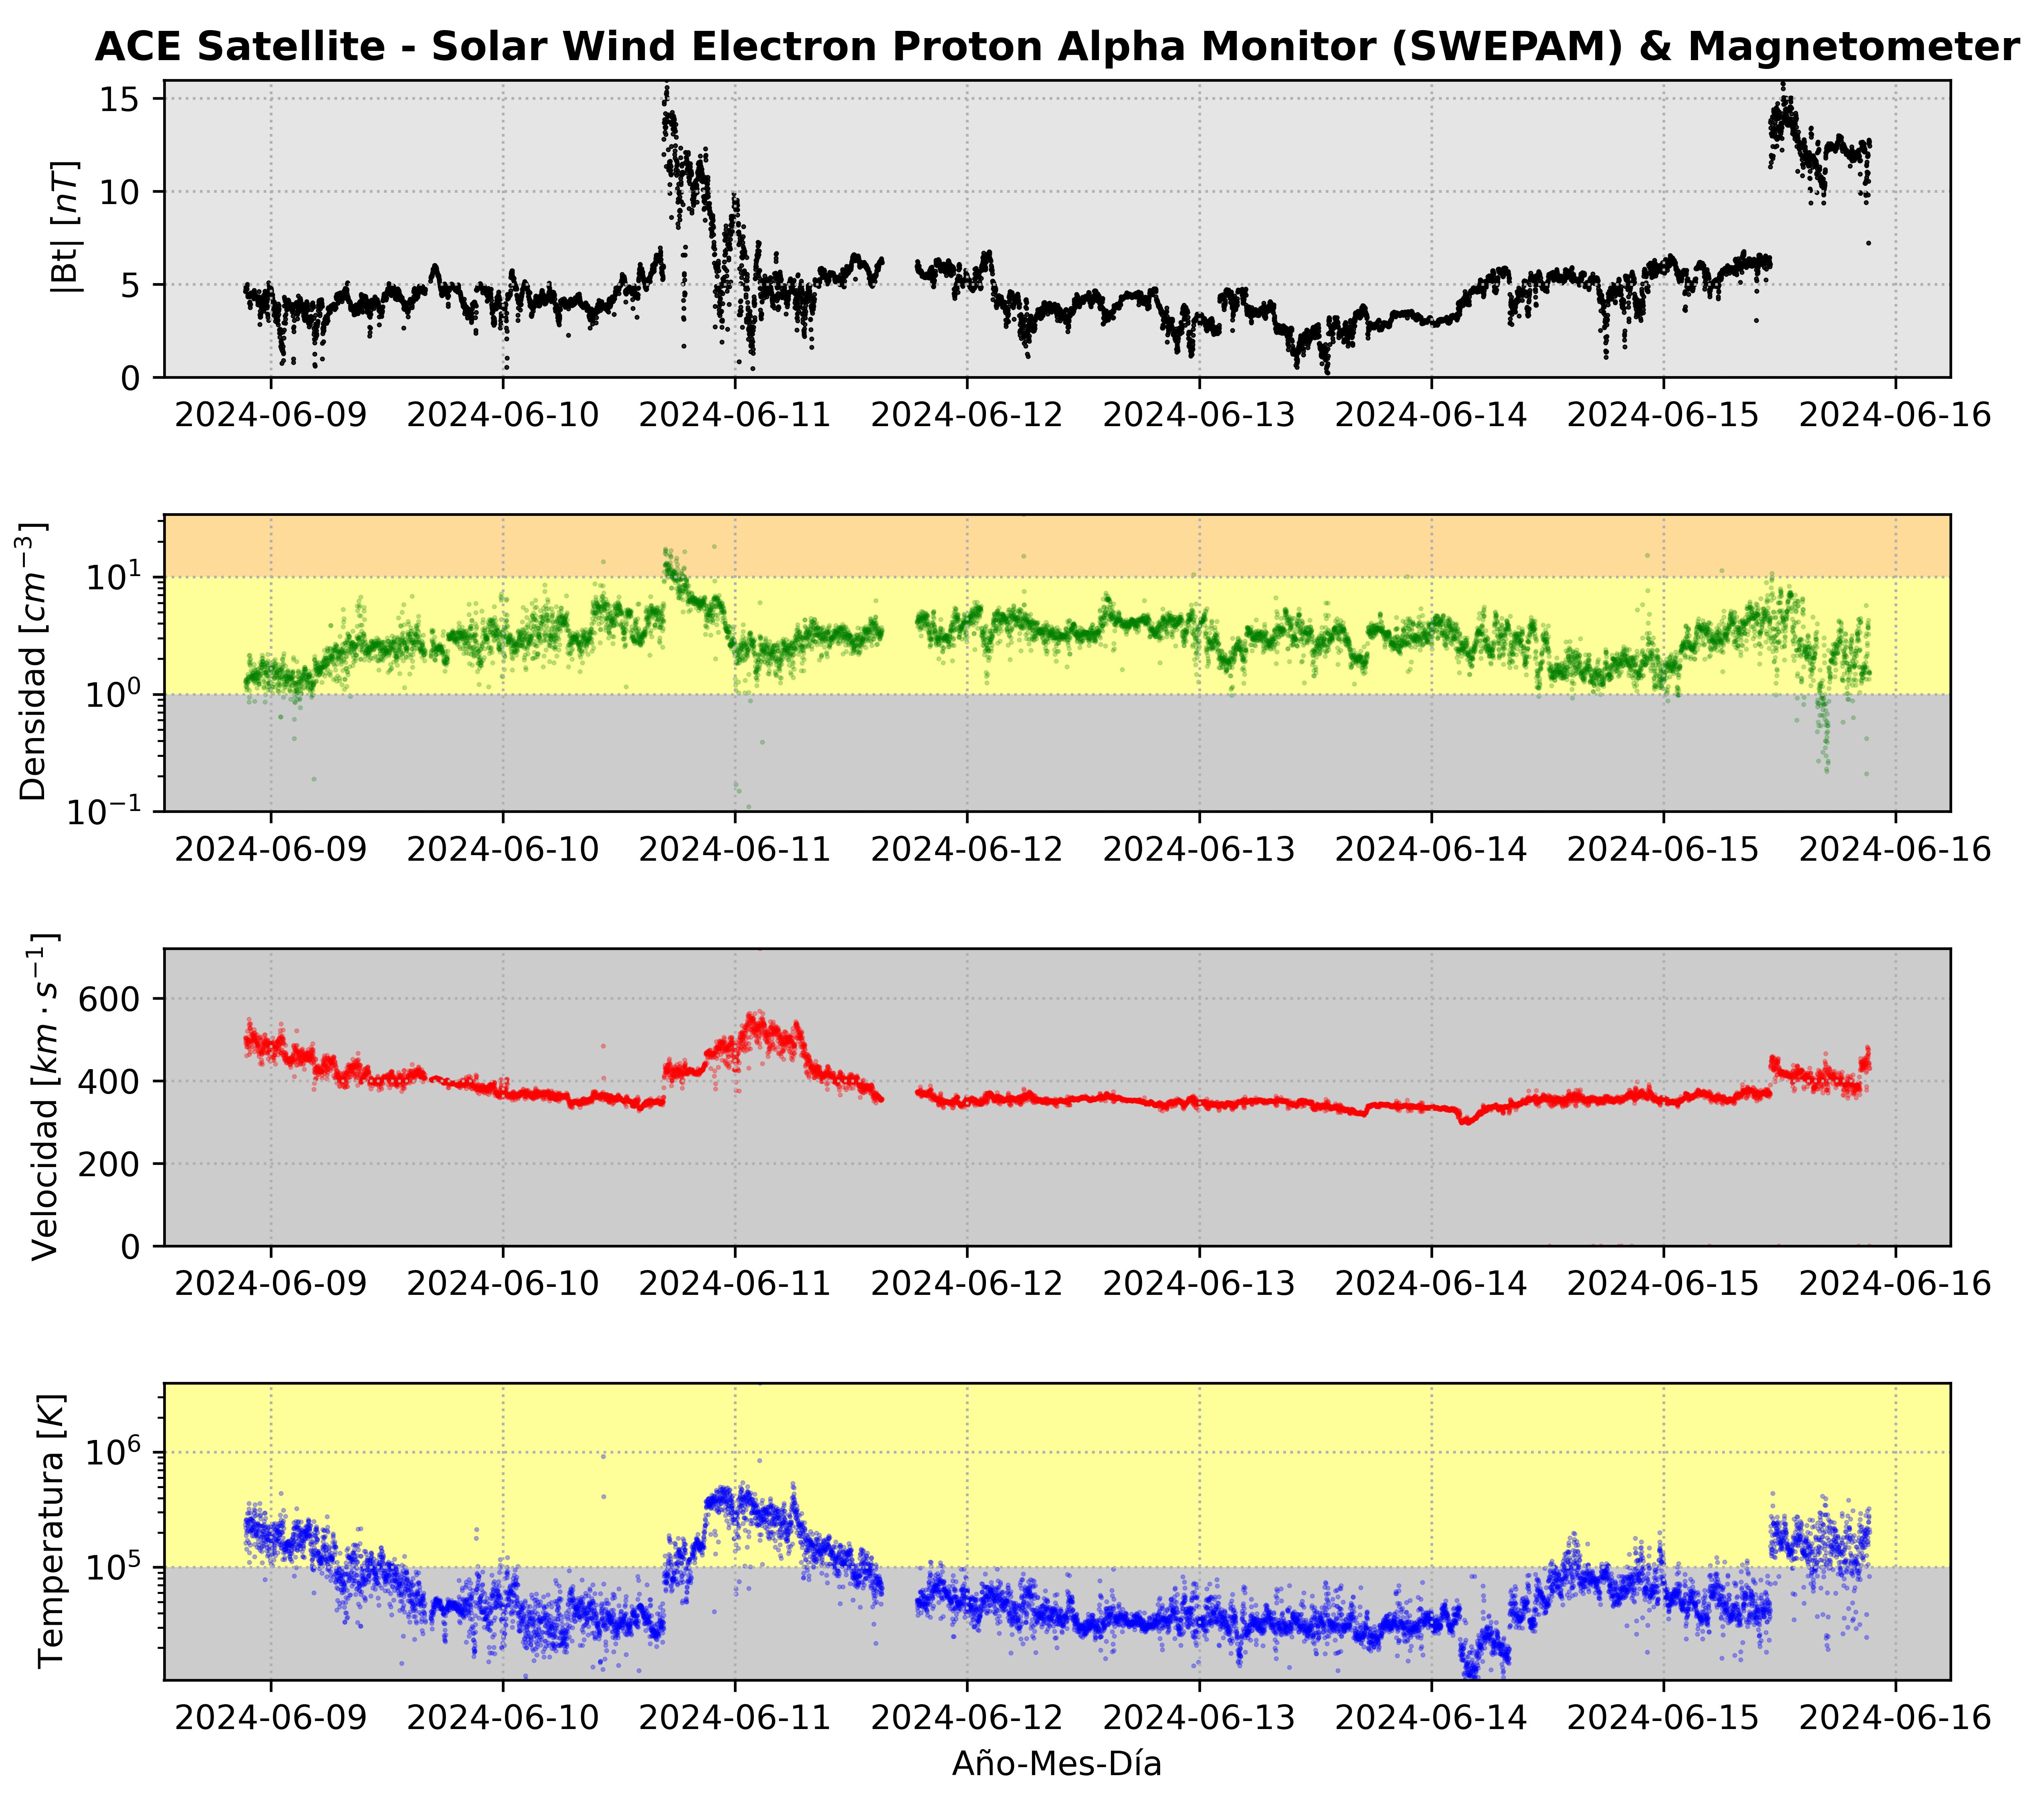 ACE Satellite - Solar Wind Electron Proton Alpha Monitor (SWEPAM) & Magnetometer
|Bt| [nT]
15
10
5
0
2024-06-09 2024-06-10 2024-06-11 2024-06-12 2024-06-13 2024-06-14 2024-06-15 2024-06-16
Densidad [cm⁻³]
10¹
10⁰
10⁻¹
2024-06-09 2024-06-10 2024-06-11 2024-06-12 2024-06-13 2024-06-14 2024-06-15 2024-06-16
Velocidad [km · s⁻¹]
600
400
200
0
2024-06-09 2024-06-10 2024-06-11 2024-06-12 2024-06-13 2024-06-14 2024-06-15 2024-06-16
Temperatura [K]
10⁶
10⁵
2024-06-09 2024-06-10 2024-06-11 2024-06-12 2024-06-13 2024-06-14 2024-06-15 2024-06-16
Año-Mes-Día